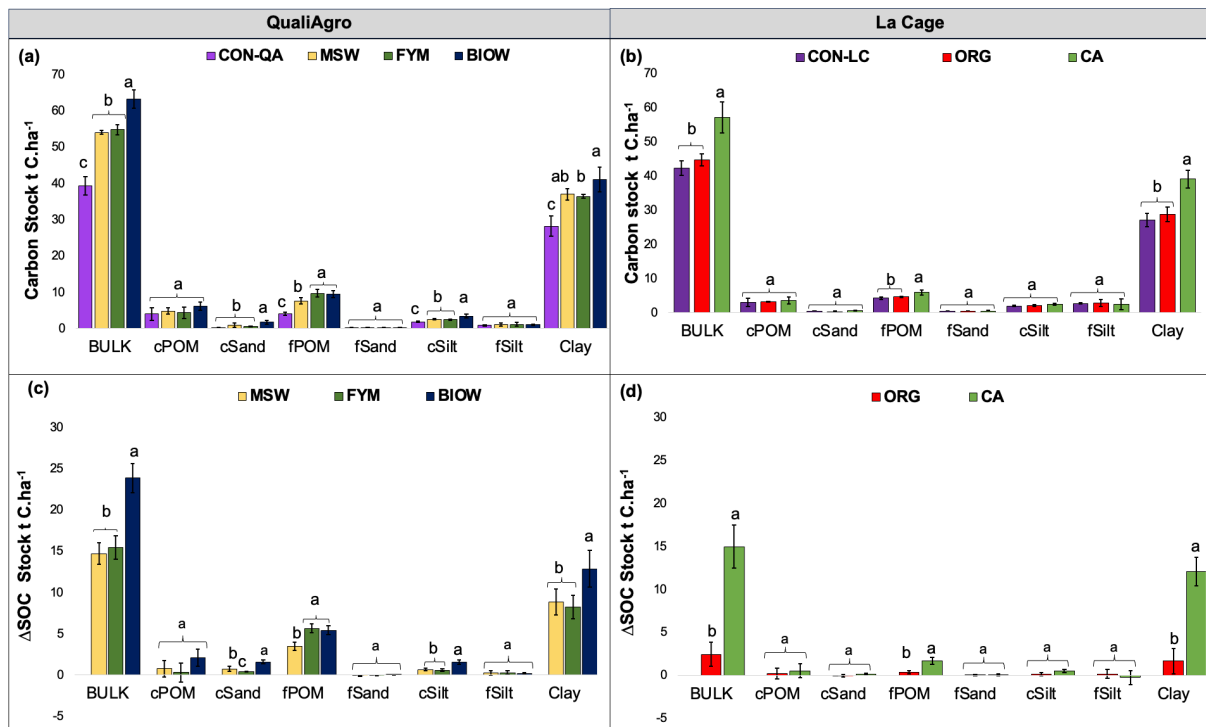 QualiAgro
La Cage
(a)
CON-QA MSW FYM BIOW
Carbon Stock t C.ha⁻¹
70
60
50
40
30
20
10
0
c b a
a
b a
c b a
a
c b a
a
c ab b a
BULK cPOM cSand fPOM fSand cSilt fSilt Clay
(b)
CON-LC ORG CA
Carbon stock t C.ha⁻¹
70
60
50
40
30
20
10
0
b a
a
a
b a
a
a
a
b a
BULK cPOM cSand fPOM fSand cSilt fSilt Clay
(c)
MSW FYM BIOW
ΔSOC Stock t C.ha⁻¹
30
25
20
15
10
5
0
-5
b a
a
b c a
b a
a
b a
a
b a
BULK cPOM cSand fPOM fSand cSilt fSilt Clay
(d)
ORG CA
ΔSOC Stock t C.ha⁻¹
30
25
20
15
10
5
0
-5
b a
a
a
b a
a
a
a
b a
BULK cPOM cSand fPOM fSand cSilt fSilt Clay